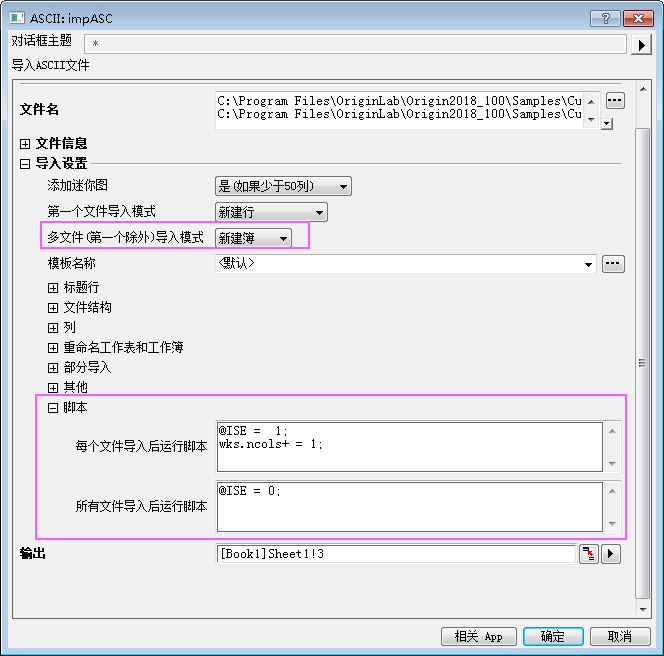 ASCII: impASC
对话框主题 *
导入ASCII文件
文件名 C:\Program Files\OriginLab\Origin2018_100\Samples\Cu
C:\Program Files\OriginLab\Origin2018_100\Samples\Cu
文件信息
导入设置
添加迷你图 是(如果少于50列)
第一个文件导入模式 新建行
多文件(第一个除外)导入模式 新建簿
模板名称 <默认>
标题行
文件结构
列
重命名工作表和工作簿
部分导入
其他
脚本
@ISE =  1;
每个文件导入后运行脚本 wks.ncols+ = 1;
@ISE = 0;
所有文件导入后运行脚本
输出 [Book1]Sheet1!3
相关 App 确定 取消